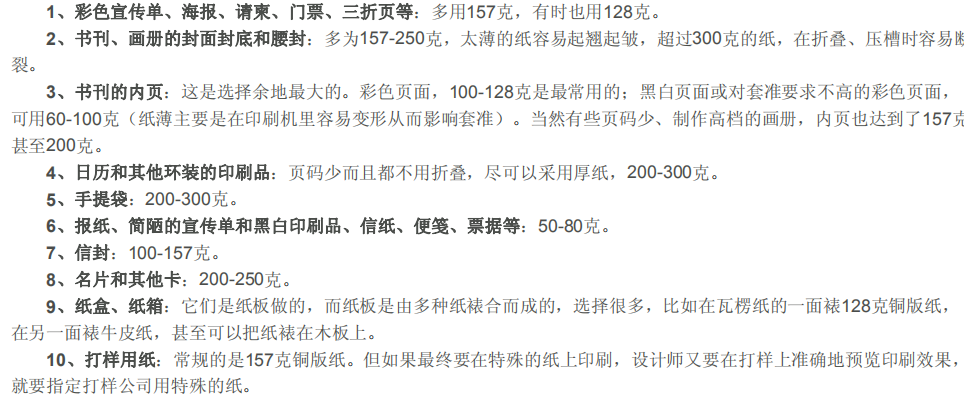 1、彩色宣传单、海报、请柬、门票、三折页等：多用157克，有时也用128克。
2、书刊、画册的封面封底和腰封：多为157-250克，太薄的纸容易起翘起皱，超过300克的纸，在折叠、压槽时容易断
裂。
3、书刊的内页：这是选择余地最大的。彩色页面，100-128克是最常用的；黑白页面或对套准要求不高的彩色页面，
可用60-100克（纸薄主要是在印刷机里容易变形从而影响套准）。当然有些页码少、制作高档的画册，内页也达到了157克
甚至200克。
4、日历和其他环装的印刷品：页码少而且都不用折叠，尽可以采用厚纸，200-300克。
5、手提袋：200-300克。
6、报纸、简陋的宣传单和黑白印刷品、信纸、便笺、票据等：50-80克。
7、信封：100-157克。
8、名片和其他卡：200-250克。
9、纸盒、纸箱：它们是纸板做的，而纸板是由多种纸裱合而成的，选择很多，比如在瓦楞纸的一面裱128克铜版纸，
在另一面裱牛皮纸，甚至可以把纸裱在木板上。
10、打样用纸：常规的是157克铜版纸。但如果最终要在特殊的纸上印刷，设计师又要在打样上准确地预览印刷效果，
就要指定打样公司用特殊的纸。